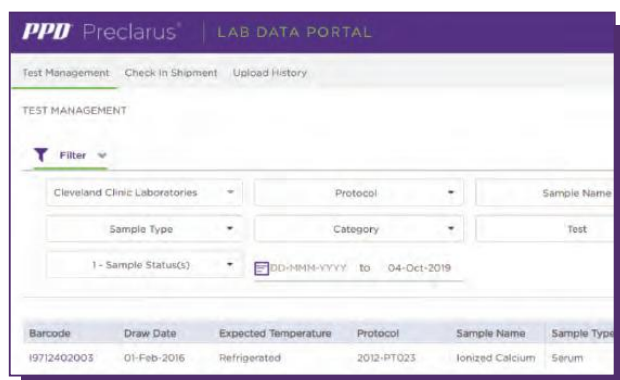 PPD Preclarus® | LAB DATA PORTAL
Test Management Check In Shipment Upload History
TEST MANAGEMENT
Filter
Cleveland Clinic Laboratories Protocol Sample Name
Sample Type Category Test
1 - Sample Status(s) DD-MMM-YYYY to 04-Oct-2019
Barcode Draw Date Expected Temperature Protocol Sample Name Sample Type
I9712402003 01-Feb-2016 Refrigerated 2012-PT023 Ionized Calcium Serum